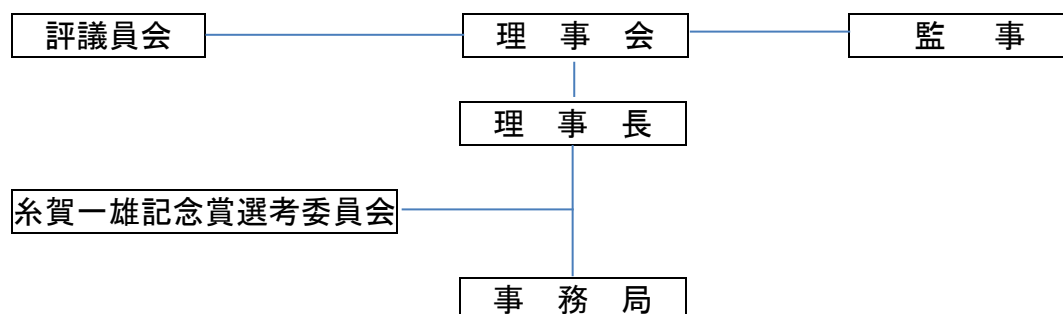 評議員会 理 事 会 監 事
理 事 長
糸賀一雄記念賞選考委員会
事 務 局